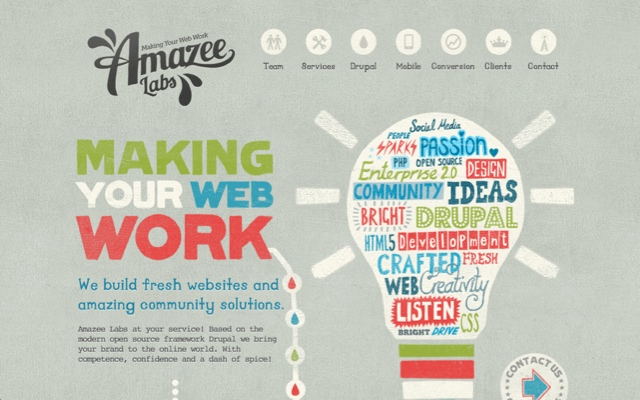 Making Your Web Work
Amazee
Labs
Team Services Drupal Mobile Conversion Clients Contact
MAKING
YOUR WEB
WORK
We build fresh websites and
amazing community solutions.
Amazee Labs at your service! Based on the
modern open source framework Drupal we bring
your brand to the online world. With
competence, confidence and a dash of spice!
Social Media
PEOPLE
SPARKS PASSION
PHP OPEN SOURCE
Enterprise 2.0 DESIGN
COMMUNITY IDEAS
BRIGHT DRUPAL
HTML5 Development
CRAFTED FRESH
WEB Creativity
LISTEN CSS
BRIGHT DRIVE
CONTACT US